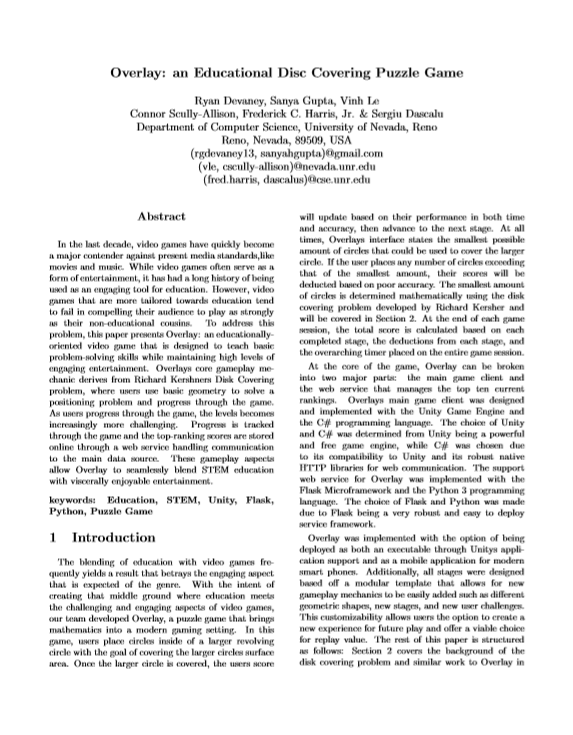 Overlay: an Educational Disc Covering Puzzle Game
Ryan Devaney, Sanya Gupta, Vinh Le
Connor Scully-Allison, Frederick C. Harris, Jr. & Sergiu Dascalu
Department of Computer Science, University of Nevada, Reno
Reno, Nevada, 89509, USA
(rgdevaney13, sanyahgupta)@gmail.com
(vle, cscully-allison)@nevada.unr.edu
(fred.harris, dascalus)@cse.unr.edu
Abstract
In the last decade, video games have quickly become
a major contender against present media standards,like
movies and music. While video games often serve as a
form of entertainment, it has had a long history of being
used as an engaging tool for education. However, video
games that are more tailored towards education tend
to fail in compelling their audience to play as strongly
as their non-educational cousins. To address this
problem, this paper presents Overlay: an educationally-
oriented video game that is designed to teach basic
problem-solving skills while maintaining high levels of
engaging entertainment. Overlays core gameplay me-
chanic derives from Richard Kershners Disk Covering
problem, where users use basic geometry to solve a
positioning problem and progress through the game.
As users progress through the game, the levels becomes
increasingly more challenging. Progress is tracked
through the game and the top-ranking scores are stored
online through a web service handling communication
to the main data source. These gameplay aspects
allow Overlay to seamlessly blend STEM education
with viscerally enjoyable entertainment.
keywords: Education, STEM, Unity, Flask,
Python, Puzzle Game
1 Introduction
The blending of education with video games fre-
quently yields a result that betrays the engaging aspect
that is expected of the genre. With the intent of
creating that middle ground where education meets
the challenging and engaging aspects of video games,
our team developed Overlay, a puzzle game that brings
mathematics into a modern gaming setting. In this
game, users place circles inside of a larger revolving
circle with the goal of covering the larger circles surface
area. Once the larger circle is covered, the users score
will update based on their performance in both time
and accuracy, then advance to the next stage. At all
times, Overlays interface states the smallest possible
amount of circles that could be used to cover the larger
circle. If the user places any number of circles exceeding
that of the smallest amount, their scores will be
deducted based on poor accuracy. The smallest amount
of circles is determined mathematically using the disk
covering problem developed by Richard Kersher and
will be covered in Section 2. At the end of each game
session, the total score is calculated based on each
completed stage, the deductions from each stage, and
the overarching timer placed on the entire game session.
At the core of the game, Overlay can be broken
into two major parts: the main game client and
the web service that manages the top ten current
rankings. Overlays main game client was designed
and implemented with the Unity Game Engine and
the C# programming language. The choice of Unity
and C# was determined from Unity being a powerful
and free game engine, while C# was chosen due
to its compatibility to Unity and its robust native
HTTP libraries for web communication. The support
web service for Overlay was implemented with the
Flask Microframework and the Python 3 programming
language. The choice of Flask and Python was made
due to Flask being a very robust and easy to deploy
service framework.
Overlay was implemented with the option of being
deployed as both an executable through Unitys appli-
cation support and as a mobile application for modern
smart phones. Additionally, all stages were designed
based off a modular template that allows for new
gameplay mechanics to be easily added such as different
geometric shapes, new stages, and new user challenges.
This customizability allows users the option to create a
new experience for future play and offer a viable choice
for replay value. The rest of this paper is structured
as follows: Section 2 covers the background of the
disk covering problem and similar work to Overlay in